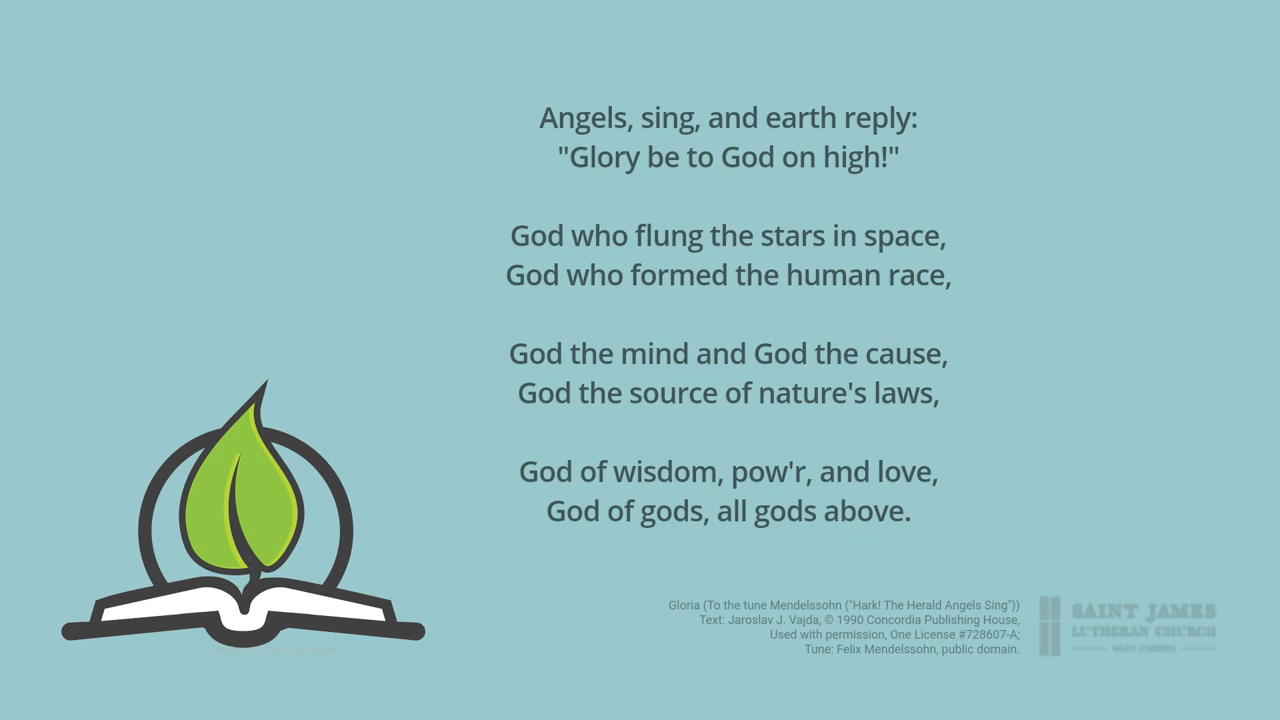 Angels, sing, and earth reply:
"Glory be to God on high!"
God who flung the stars in space,
God who formed the human race,
God the mind and God the cause,
God the source of nature's laws,
God of wisdom, pow'r, and love,
God of gods, all gods above.
Gloria (To the tune Mendelssohn ("Hark! The Herald Angels Sing"))
Text: Jaroslav J. Vajda, © 1990 Concordia Publishing House,
Used with permission, One License #728607-A;
Tune: Felix Mendelssohn, public domain.
SAINT JAMES
LUTHERAN CHURCH
GLEN CARBON